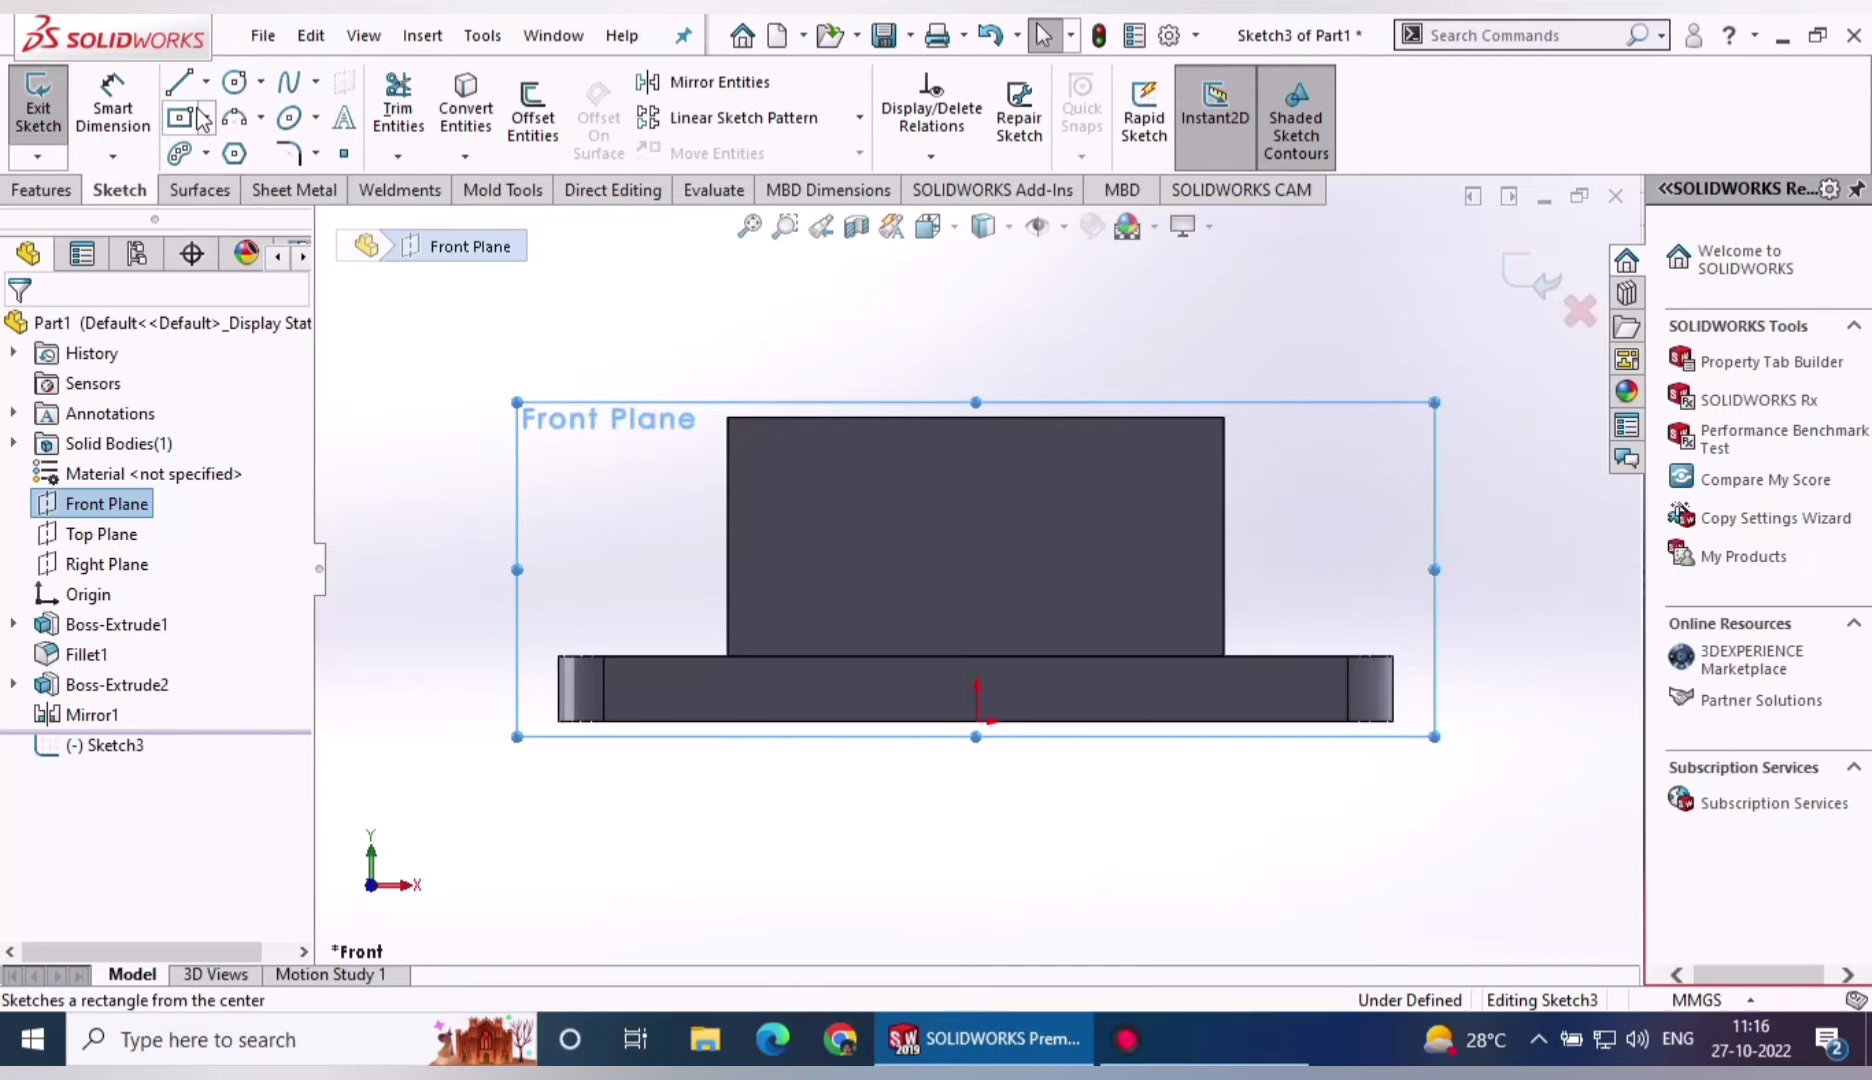 SOLIDWORKS
File Edit View Insert Tools Window Help
Sketch3 of Part1 *
Search Commands
Exit Sketch
Smart Dimension
Trim Entities
Convert Entities
Offset Entities
Offset On Surface
Mirror Entities
Linear Sketch Pattern
Move Entities
Display/Delete Relations
Repair Sketch
Quick Snaps
Rapid Sketch
Instant2D
Shaded Sketch Contours
Features Sketch Surfaces Sheet Metal Weldments Mold Tools Direct Editing Evaluate MBD Dimensions SOLIDWORKS Add-Ins MBD SOLIDWORKS CAM
SOLIDWORKS Re...
Front Plane
Part1 (Default<<Default>_Display Stat
History
Sensors
Annotations
Solid Bodies(1)
Material <not specified>
Front Plane
Top Plane
Right Plane
Origin
Boss-Extrude1
Fillet1
Boss-Extrude2
Mirror1
(-) Sketch3
Front Plane
Y
X
*Front
Welcome to
SOLIDWORKS
SOLIDWORKS Tools
Property Tab Builder
SOLIDWORKS Rx
Performance Benchmark
Test
Compare My Score
Copy Settings Wizard
My Products
Online Resources
3DEXPERIENCE
Marketplace
Partner Solutions
Subscription Services
Subscription Services
Model 3D Views Motion Study 1
Sketches a rectangle from the center
Under Defined Editing Sketch3 MMGS
Type here to search
SW 2019
SOLIDWORKS Prem...
28°C
ENG
11:16
27-10-2022
2